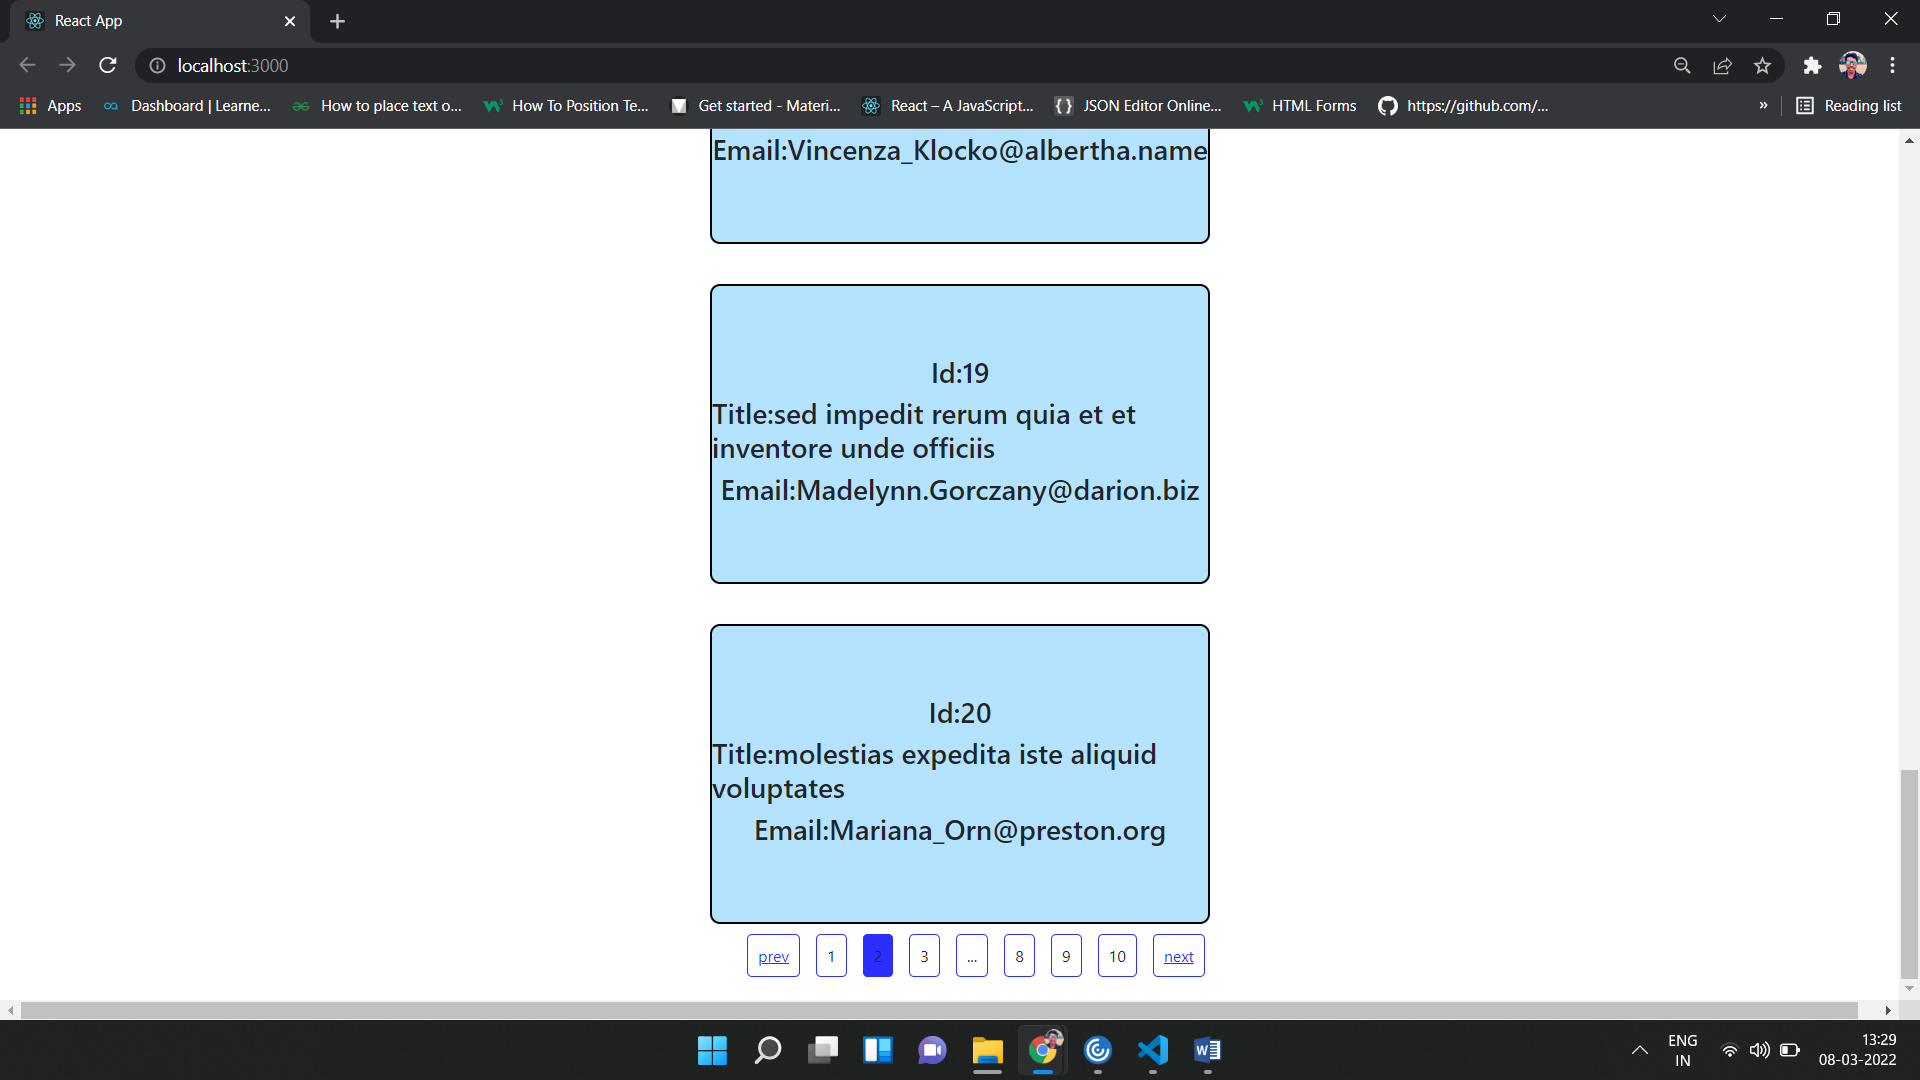 React App
localhost:3000
Apps
Dashboard | Learne...
How to place text o...
How To Position Te...
Get started - Materi...
React – A JavaScript...
JSON Editor Online...
HTML Forms
https://github.com/...
»
Reading list
Email:Vincenza_Klocko@albertha.name
Id:19
Title:sed impedit rerum quia et et
inventore unde officiis
Email:Madelynn.Gorczany@darion.biz
Id:20
Title:molestias expedita iste aliquid
voluptates
Email:Mariana_Orn@preston.org
prev 1 2 3 ... 8 9 10 next
ENG
IN
13:29
08-03-2022